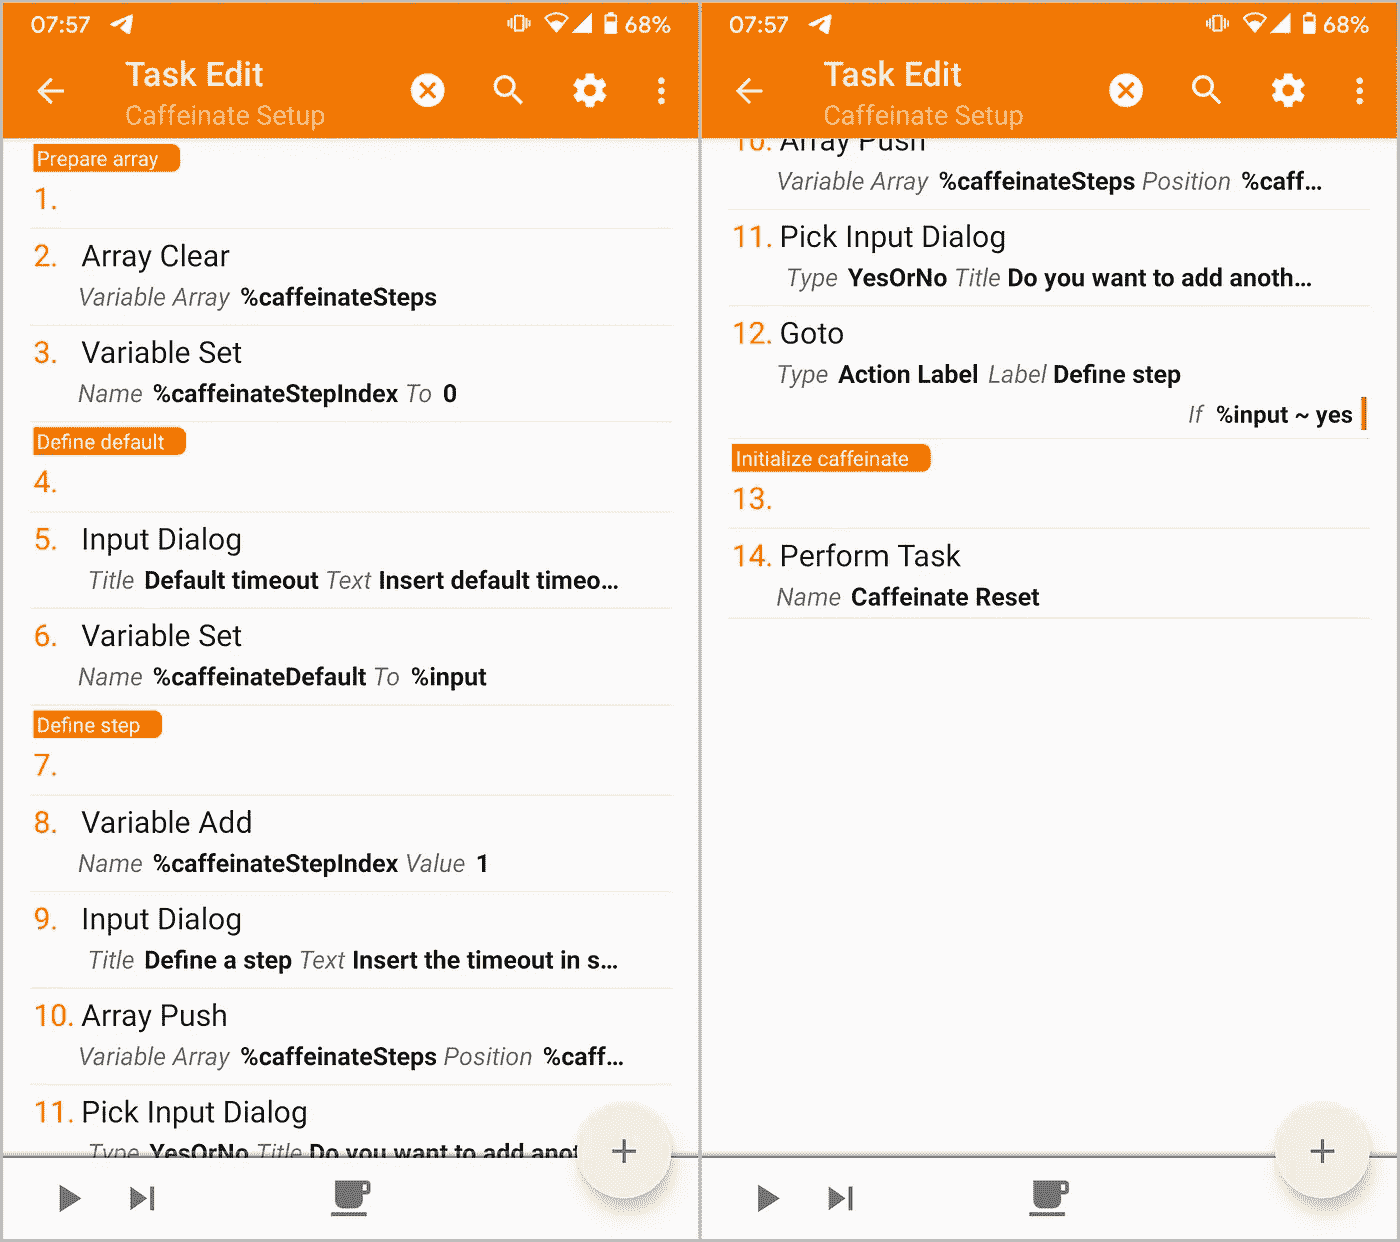 07:57
68%
Task Edit
Caffeinate Setup
Prepare array
1.
2. Array Clear
Variable Array %caffeinateSteps
3. Variable Set
Name %caffeinateStepIndex To 0
Define default
4.
5. Input Dialog
Title Default timeout Text Insert default timeo...
6. Variable Set
Name %caffeinateDefault To %input
Define step
7.
8. Variable Add
Name %caffeinateStepIndex Value 1
9. Input Dialog
Title Define a step Text Insert the timeout in s...
10. Array Push
Variable Array %caffeinateSteps Position %caff...
11. Pick Input Dialog
Type YesOrNo Title Do you want to add anot
07:57
68%
Task Edit
Caffeinate Setup
10. Array Push
Variable Array %caffeinateSteps Position %caff...
11. Pick Input Dialog
Type YesOrNo Title Do you want to add anoth...
12. Goto
Type Action Label Label Define step
If %input ~ yes
Initialize caffeinate
13.
14. Perform Task
Name Caffeinate Reset